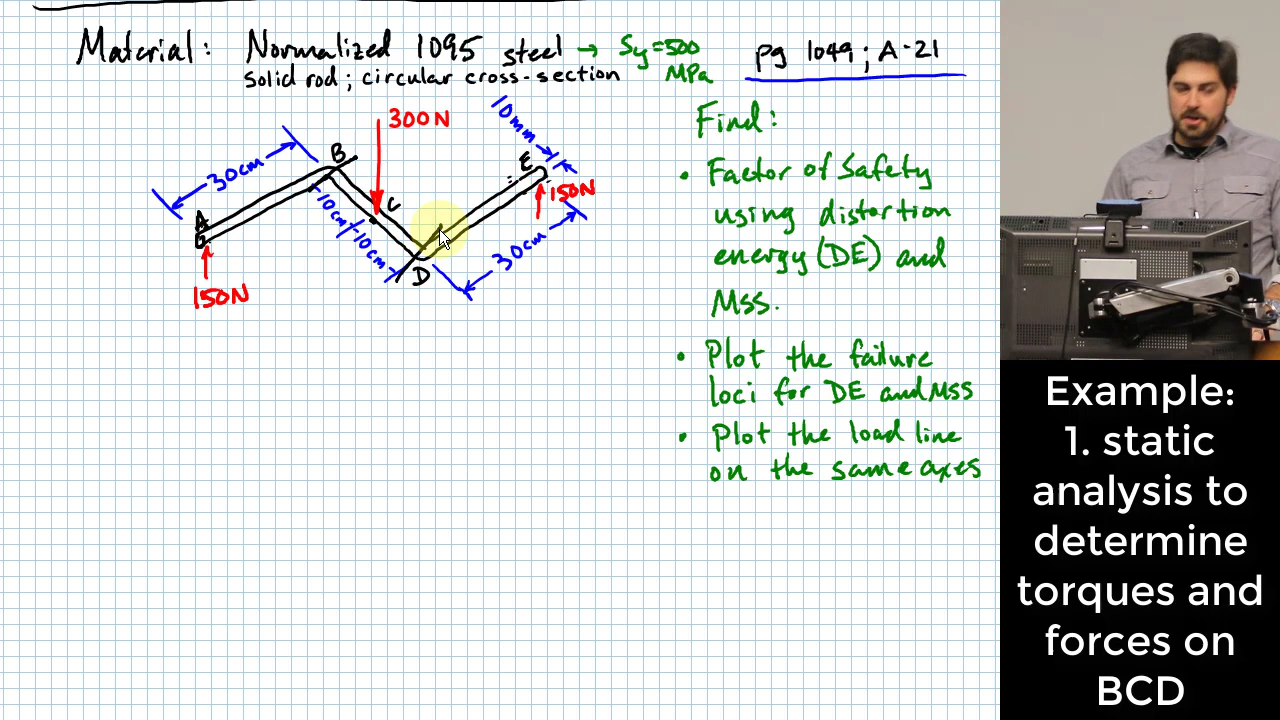 Material: Normalized 1095 steel → Sy=500 MPa
pg 1049; A-21
solid rod; circular cross-section
300N
10mm
30cm
B
E
150N
C
A
10cm
10cm
30cm
D
150N
Find:
• Factor of Safety
using distortion
energy (DE) and
MSS.
• Plot the failure
loci for DE and MSS
• Plot the load line
on the same axes
Example:
1. static
analysis to
determine
torques and
forces on
BCD